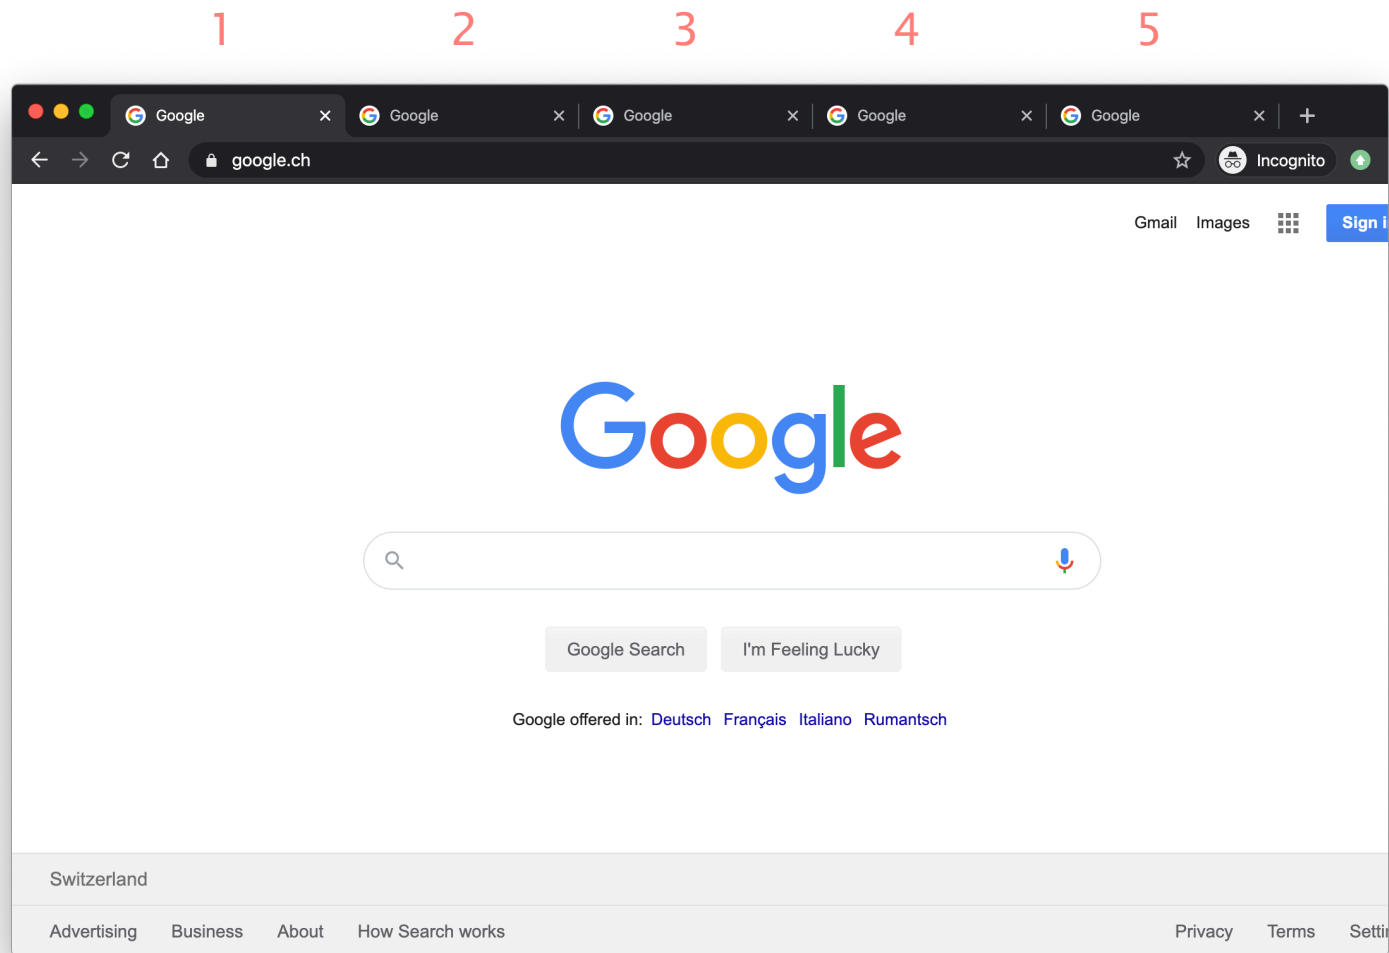 1 2 3 4 5
Google Google Google Google Google
google.ch Incognito
Gmail Images Sign i
Google
Google Search I'm Feeling Lucky
Google offered in: Deutsch Français Italiano Rumantsch
Switzerland
Advertising Business About How Search works Privacy Terms Setti